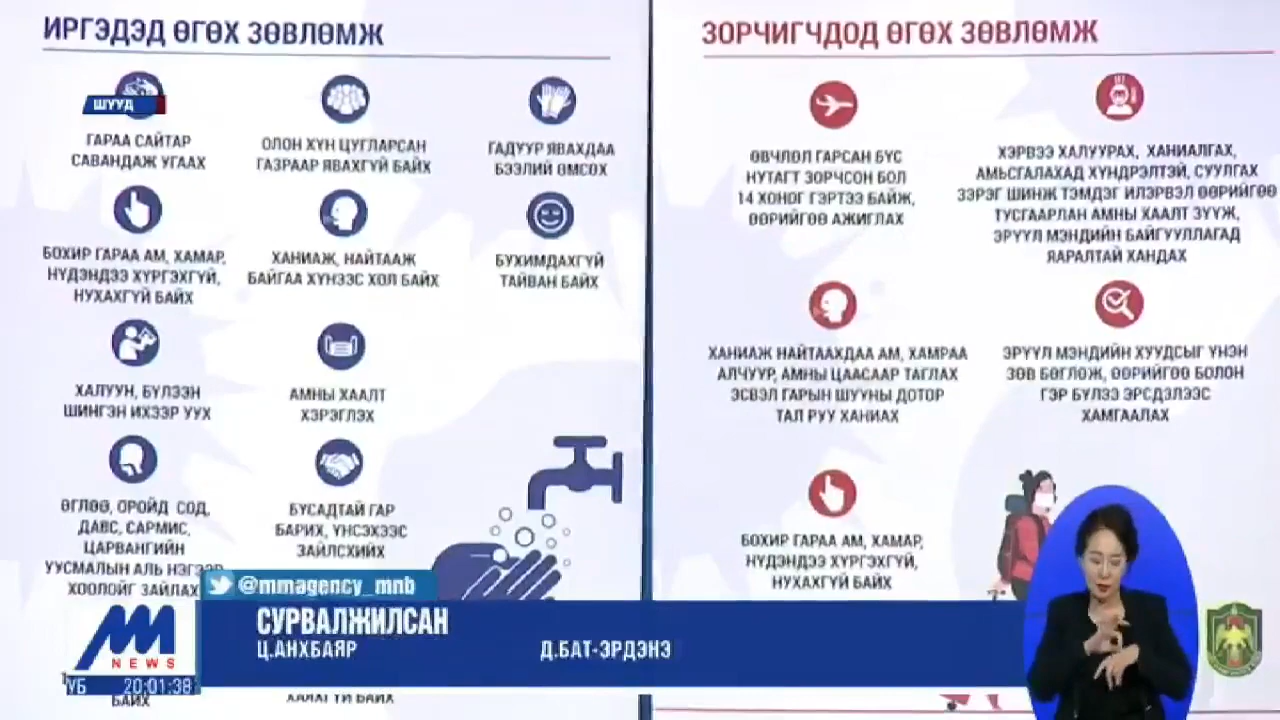 ИРГЭДЭД ӨГӨХ ЗӨВЛӨМЖ
ШУУД
ГАРАА САЙТАР
САВАНДАЖ УГААХ
ОЛОН ХҮН ЦУГЛАРСАН
ГАЗРААР ЯВАХГҮЙ БАЙХ
ГАДУУР ЯВАХДАА
БЭЭЛИЙ ӨМСӨХ
БОХИР ГАРАА АМ, ХАМАР,
НҮДЭНДЭЭ ХҮРГЭХГҮЙ,
НУХАХГҮЙ БАЙХ
ХАНИАЖ, НАЙТААЖ
БАЙГАА ХҮНЭЭС ХОЛ БАЙХ
БУХИМДАХГҮЙ
ТАЙВАН БАЙХ
ХАЛУУН, БҮЛЭЭН
ШИНГЭН ИХЭЭР УУХ
АМНЫ ХААЛТ
ХЭРЭГЛЭХ
ӨГЛӨӨ, ОРОЙД СОД,
ДАВС, САРМИС,
ЦАРВАНГИЙН
УУСМАЛЫН АЛЬ НЭГЭЭР
ХООЛОЙГ ЗАЙЛАХ
БУСАДТАЙ ГАР
БАРИХ, ҮНСЭХЭЭС
ЗАЙЛСХИЙХ
ЗОРЧИГЧДОД ӨГӨХ ЗӨВЛӨМЖ
ӨВЧЛӨЛ ГАРСАН БҮС
НУТАГТ ЗОРЧСОН БОЛ
14 ХОНОГ ГЭРТЭЭ БАЙЖ,
ӨӨРИЙГӨӨ АЖИГЛАХ
ХЭРВЭЭ ХАЛУУРАХ, ХАНИАЛГАХ,
АМЬСГАЛАХАД ХҮНДРЭЛТЭЙ, СУУЛГАХ
ЗЭРЭГ ШИНЖ ТЭМДЭГ ИЛЭРВЭЛ ӨӨРИЙГӨӨ
ТУСГААРЛАН АМНЫ ХААЛТ ЗҮҮЖ,
ЭРҮҮЛ МЭНДИЙН БАЙГУУЛЛАГАД
ЯАРАЛТАЙ ХАНДАХ
ХАНИАЖ НАЙТААХДАА АМ, ХАМРАА
АЛЧУУР, АМНЫ ЦААСААР ТАГЛАХ
ЭСВЭЛ ГАРЫН ШУУНЫ ДОТОР
ТАЛ РУУ ХАНИАХ
ЭРҮҮЛ МЭНДИЙН ХУУДСЫГ ҮНЭН
ЗӨВ БӨГЛӨЖ, ӨӨРИЙГӨӨ БОЛОН
ГЭР БҮЛЭЭ ЭРСДЭЛЭЭС
ХАМГААЛАХ
БОХИР ГАРАА АМ, ХАМАР,
НҮДЭНДЭЭ ХҮРГЭХГҮЙ,
НУХАХГҮЙ БАЙХ
@mmagency_mnb
СУРВАЛЖИЛСАН
Ц.АНХБАЯР Д.БАТ-ЭРДЭНЭ
MM
NEWS
УБ 20:01:38
БАЙХ
БАЙХ